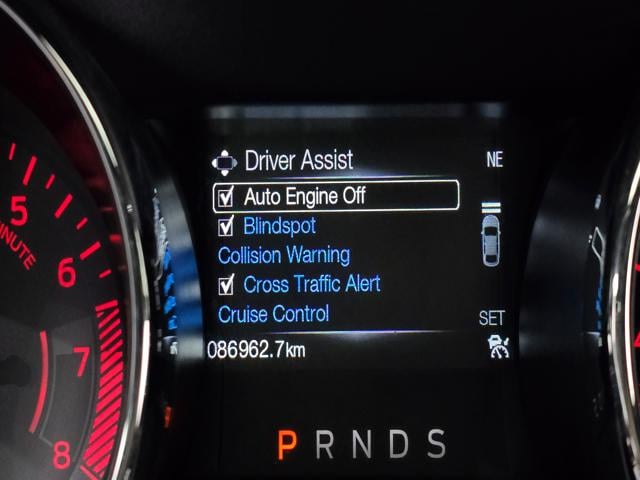 Driver Assist NE
Auto Engine Off
Blindspot
Collision Warning
Cross Traffic Alert
Cruise Control
SET
086962.7km
P R N D S
5
6
7
8